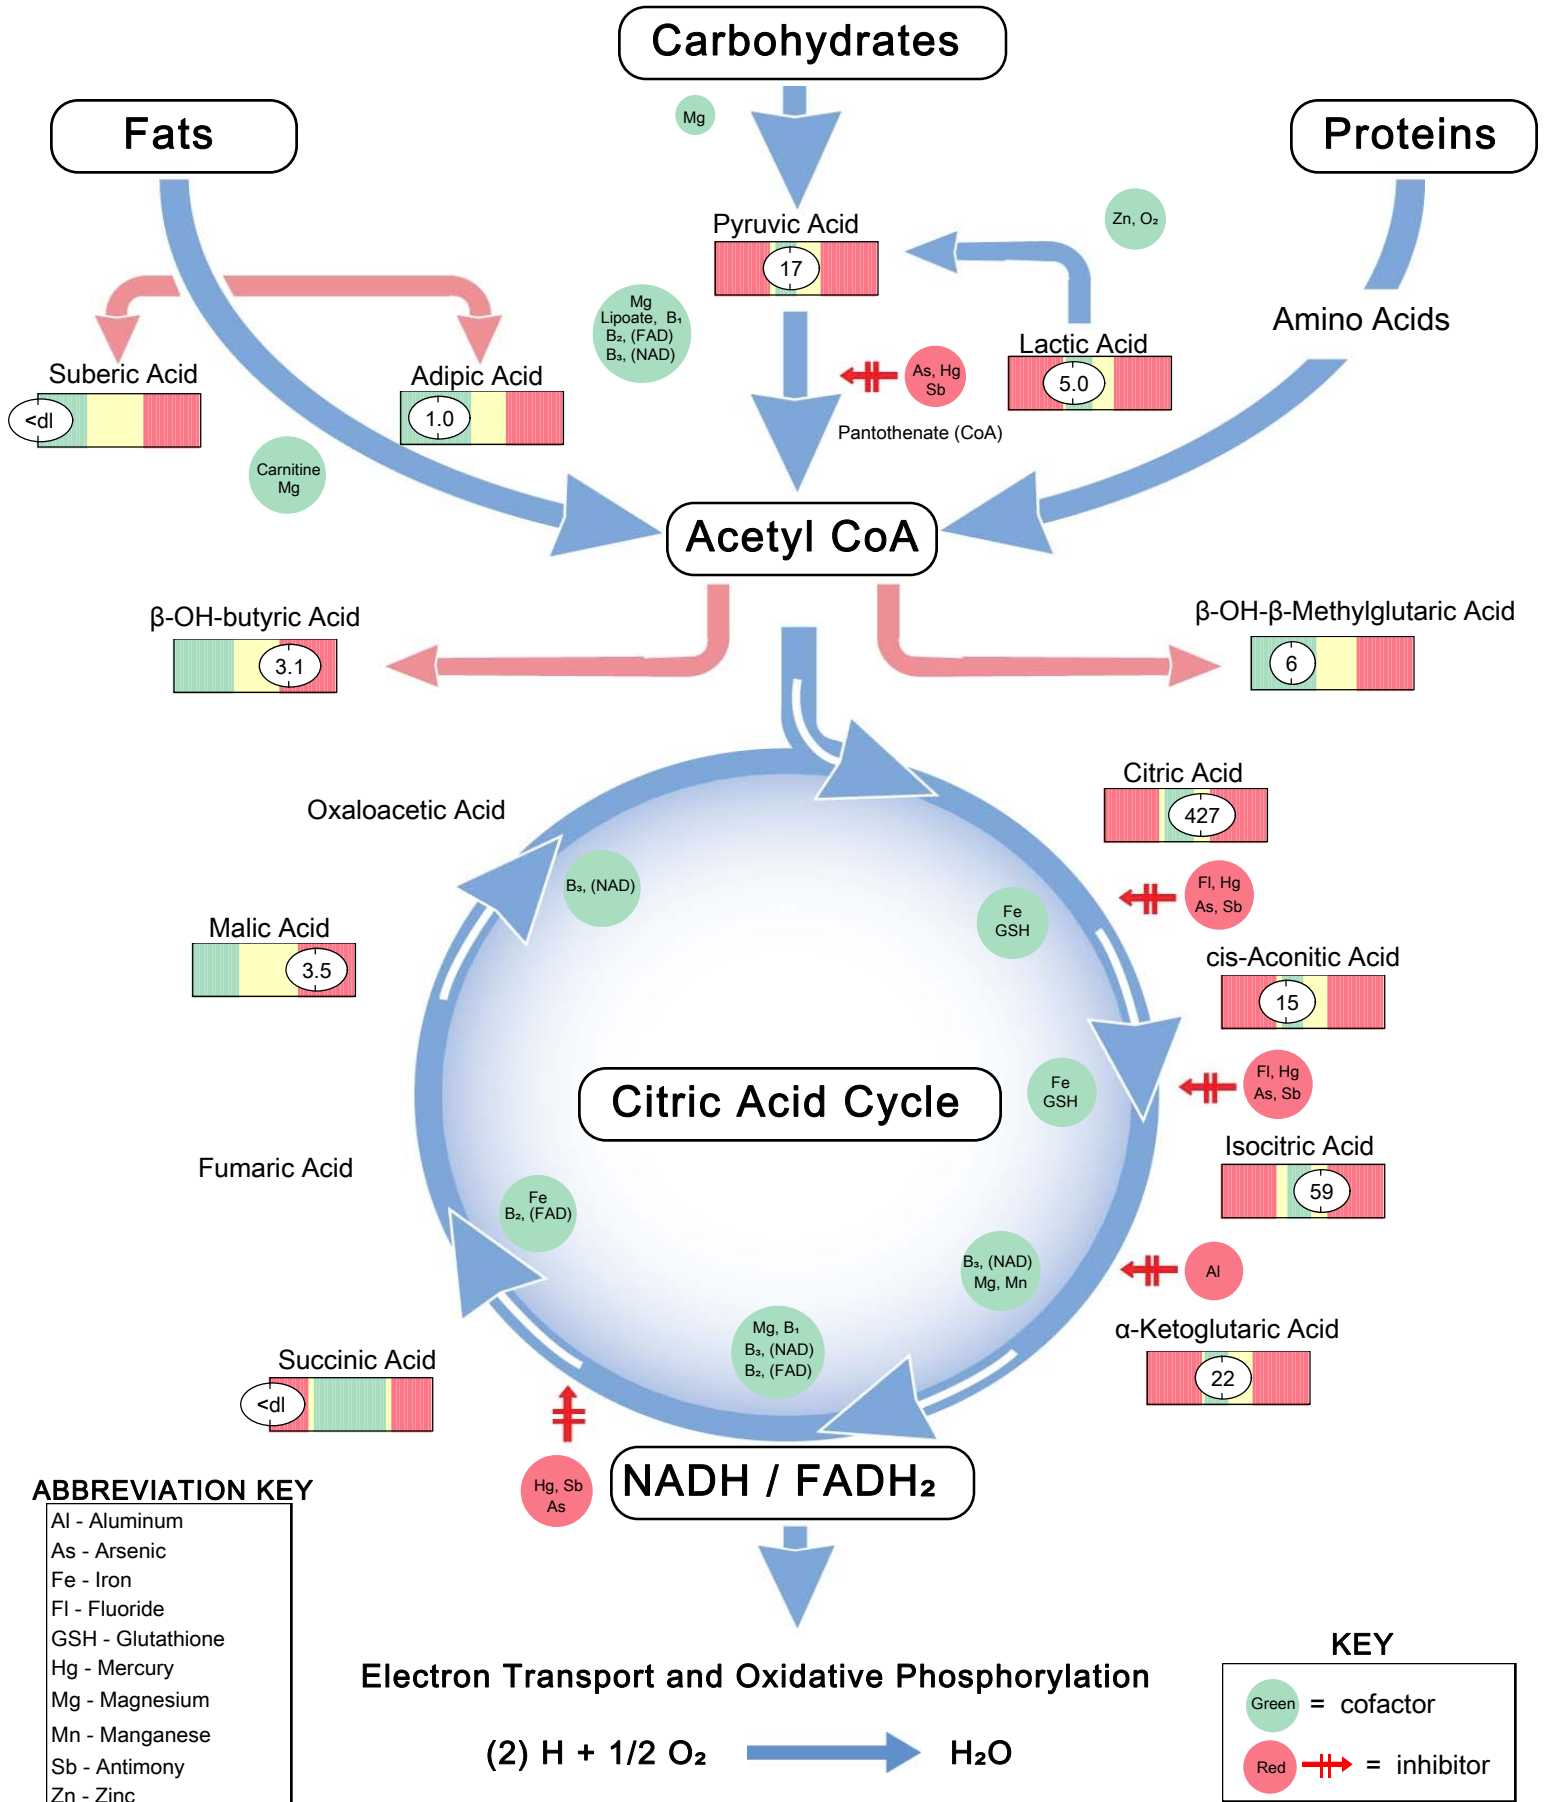 Carbohydrates
Fats
Proteins
Mg
Zn, O₂
Pyruvic Acid
17
Mg
Lipoate, B₁
B₂, (FAD)
B₃, (NAD)
Amino Acids
Lactic Acid
5.0
As, Hg
Sb
Suberic Acid
<dl
Adipic Acid
1.0
Pantothenate (CoA)
Carnitine
Mg
Acetyl CoA
β-OH-butyric Acid
3.1
β-OH-β-Methylglutaric Acid
6
Citric Acid
427
Oxaloacetic Acid
B₃, (NAD)
Fl, Hg
As, Sb
Fe
GSH
Malic Acid
3.5
cis-Aconitic Acid
15
Citric Acid Cycle
Fe
GSH
Fl, Hg
As, Sb
Isocitric Acid
59
Fumaric Acid
Fe
B₂, (FAD)
B₃, (NAD)
Mg, Mn
Al
Mg, B₁
B₃, (NAD)
B₂, (FAD)
α-Ketoglutaric Acid
22
Succinic Acid
<dl
Hg, Sb
As
NADH / FADH₂
ABBREVIATION KEY
Al - Aluminum
As - Arsenic
Fe - Iron
Fl - Fluoride
GSH - Glutathione
Hg - Mercury
Mg - Magnesium
Mn - Manganese
Sb - Antimony
Zn - Zinc
Electron Transport and Oxidative Phosphorylation
(2) H + 1/2 O₂ H₂O
KEY
Green = cofactor
Red = inhibitor